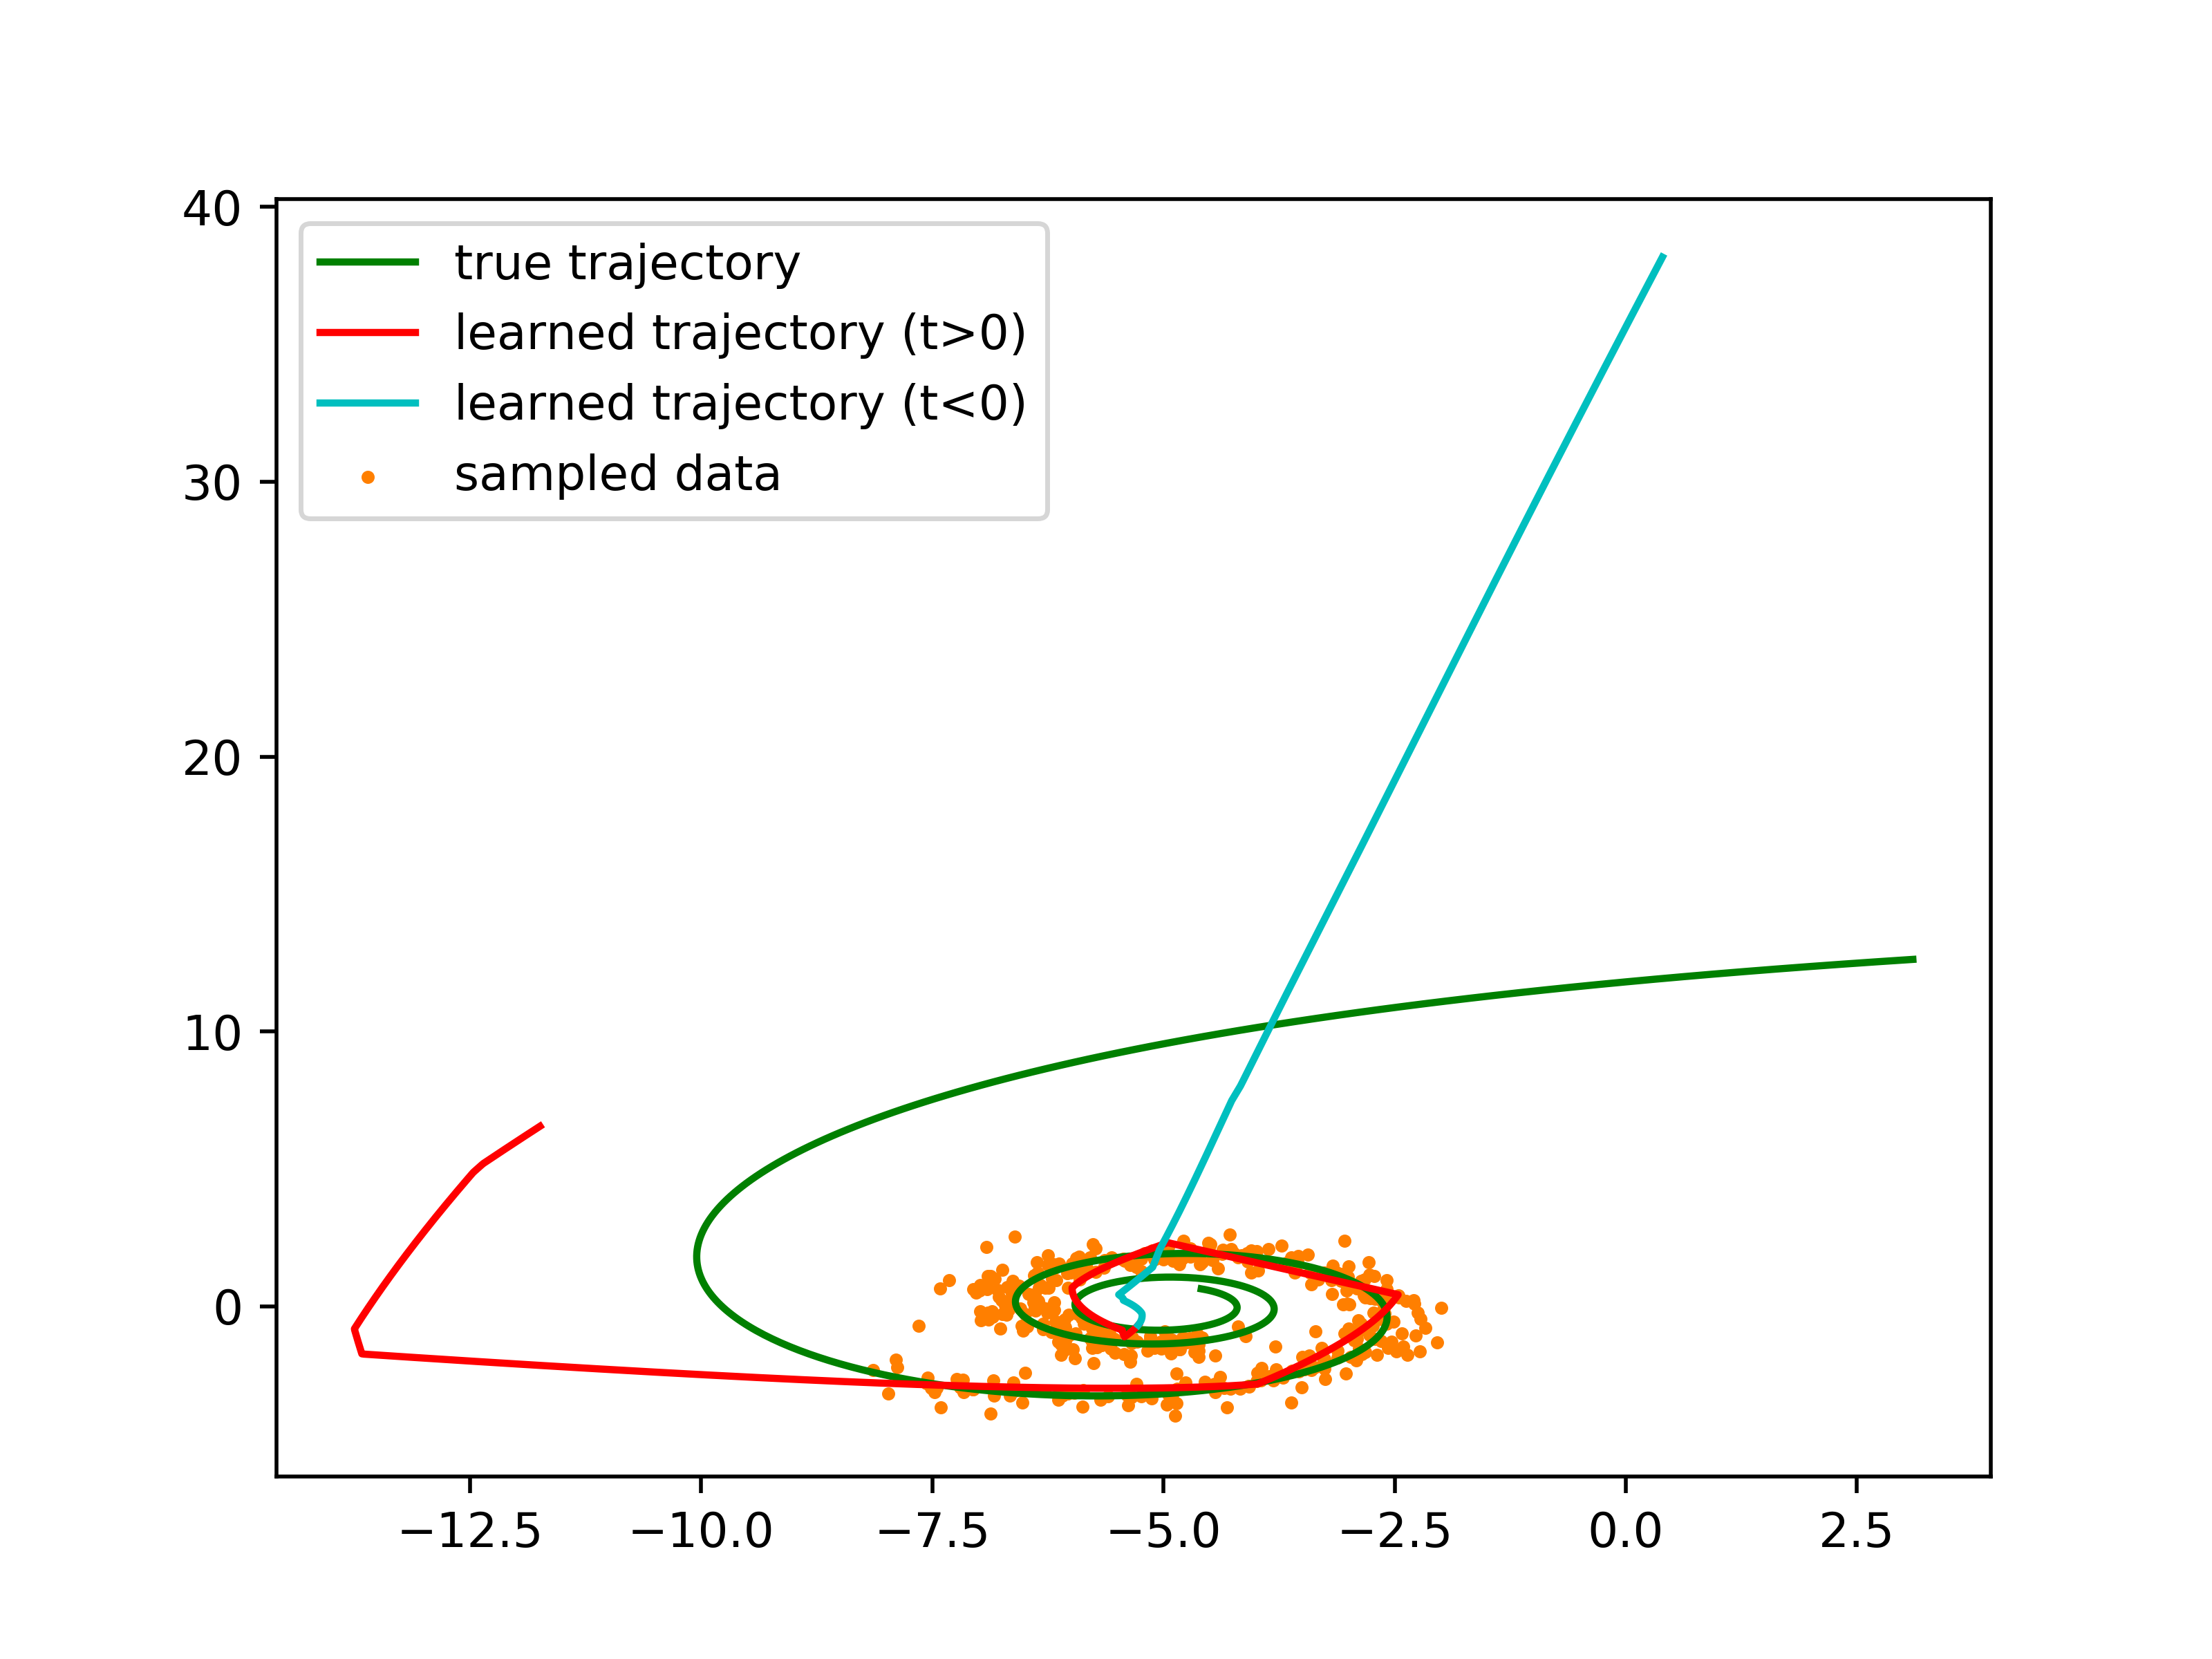 40
30
20
10
0
true trajectory
learned trajectory (t>0)
learned trajectory (t<0)
sampled data
−12.5 −10.0 −7.5 −5.0 −2.5 0.0 2.5